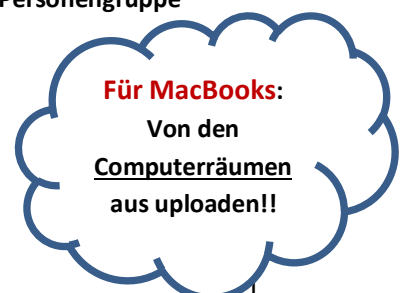 Personengruppe
Für MacBooks:
Von den
Computerräumen
aus uploaden!!